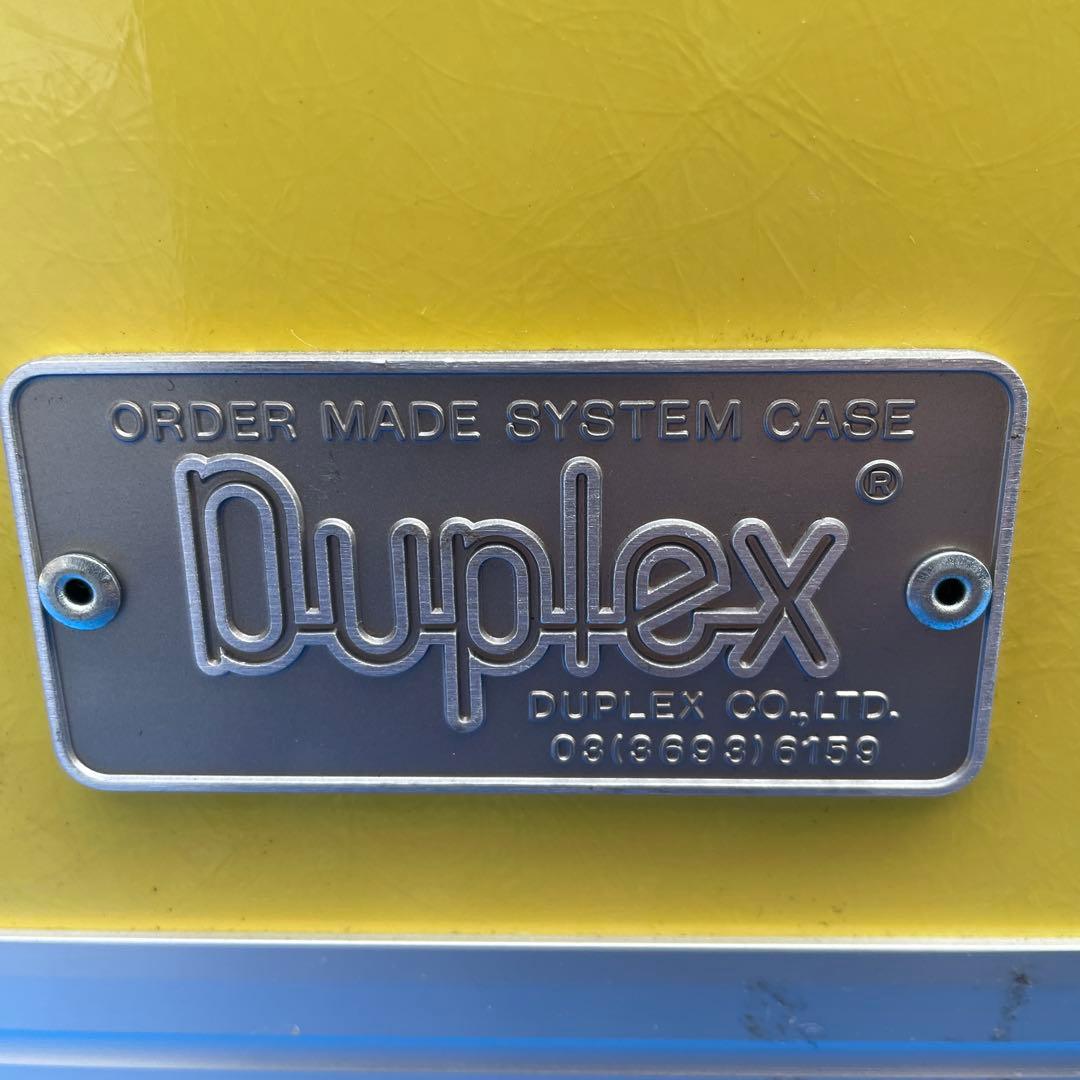 ORDER MADE SYSTEM CASE
Duplex®
DUPLEX CO.,LTD.
03(3693)6159